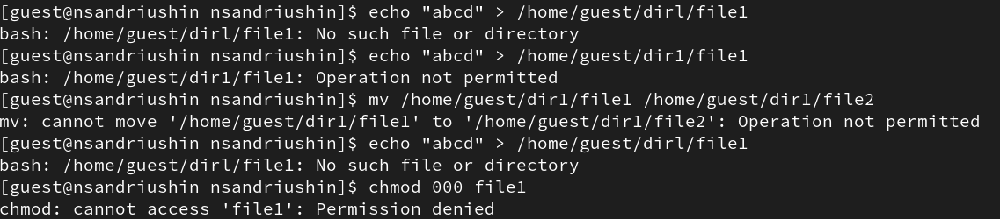 [guest@nsandriushin nsandriushin]$ echo "abcd" > /home/guest/dirl/file1
bash: /home/guest/dirl/file1: No such file or directory
[guest@nsandriushin nsandriushin]$ echo "abcd" > /home/guest/dir1/file1
bash: /home/guest/dir1/file1: Operation not permitted
[guest@nsandriushin nsandriushin]$ mv /home/guest/dir1/file1 /home/guest/dir1/file2
mv: cannot move '/home/guest/dir1/file1' to '/home/guest/dir1/file2': Operation not permitted
[guest@nsandriushin nsandriushin]$ echo "abcd" > /home/guest/dirl/file1
bash: /home/guest/dirl/file1: No such file or directory
[guest@nsandriushin nsandriushin]$ chmod 000 file1
chmod: cannot access 'file1': Permission denied